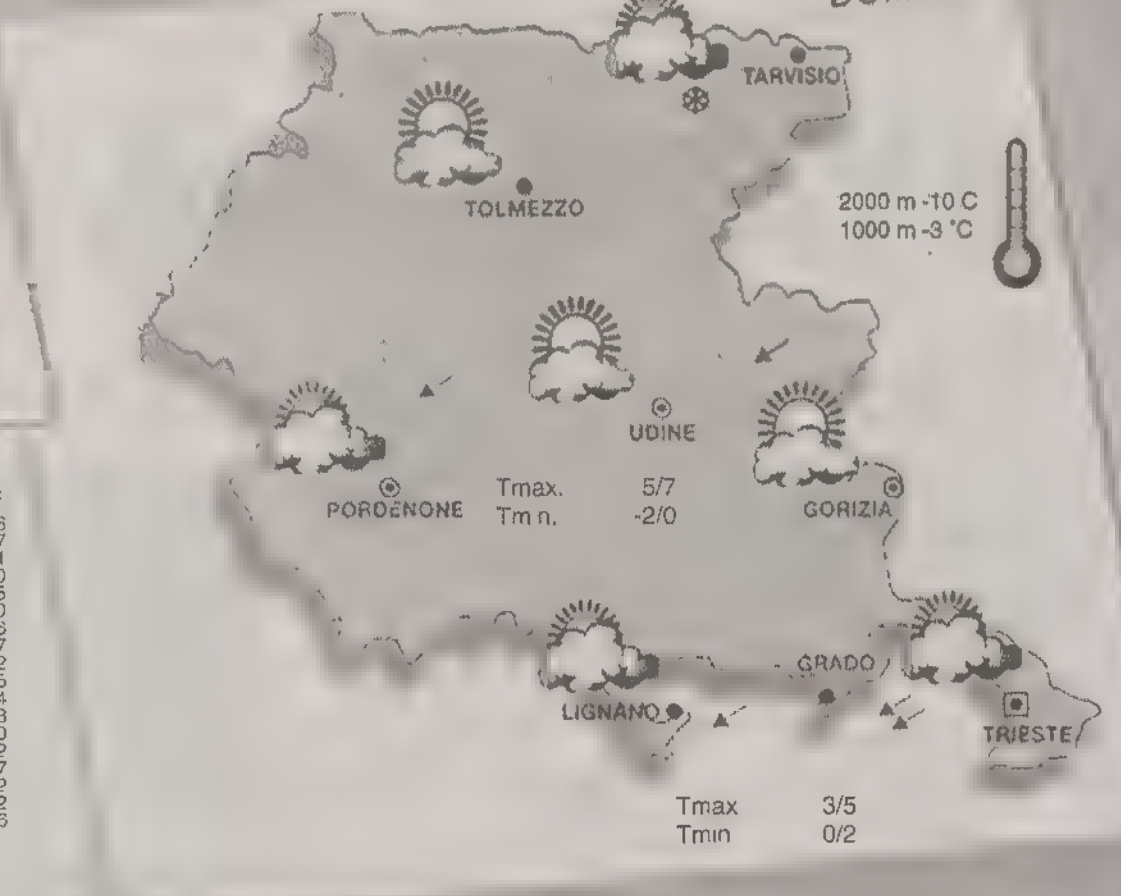 TARVISIO
TOLMEZZO
2000 m -10 C
1000 m -3 °C
UDINE
PORDENONE
Tmax. 5/7
Tm n. -2/0
GORIZIA
GRADO
LIGNANO
TRIESTE
Tmax 3/5
Tmin 0/2